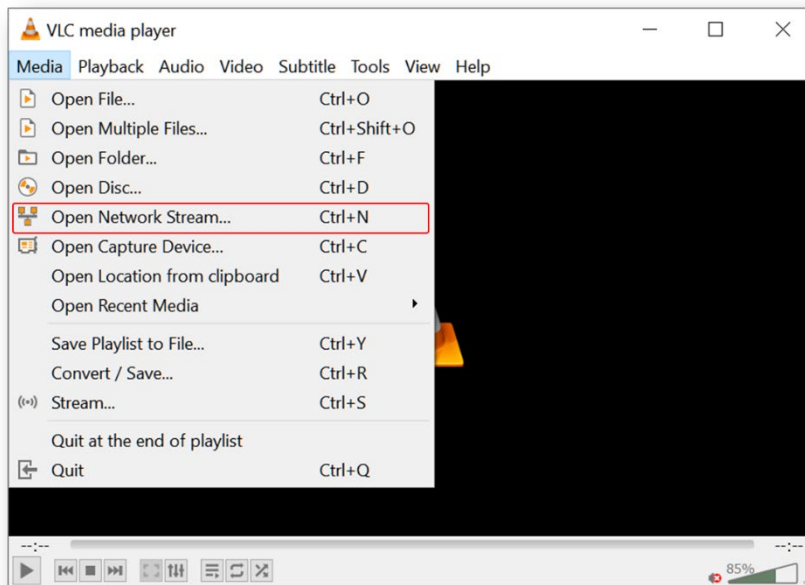 VLC media player
Media Playback Audio Video Subtitle Tools View Help
Open File... Ctrl+O
Open Multiple Files... Ctrl+Shift+O
Open Folder... Ctrl+F
Open Disc... Ctrl+D
Open Network Stream... Ctrl+N
Open Capture Device... Ctrl+C
Open Location from clipboard Ctrl+V
Open Recent Media
Save Playlist to File... Ctrl+Y
Convert / Save... Ctrl+R
Stream... Ctrl+S
Quit at the end of playlist
Quit Ctrl+Q
--:-- --:--
85%